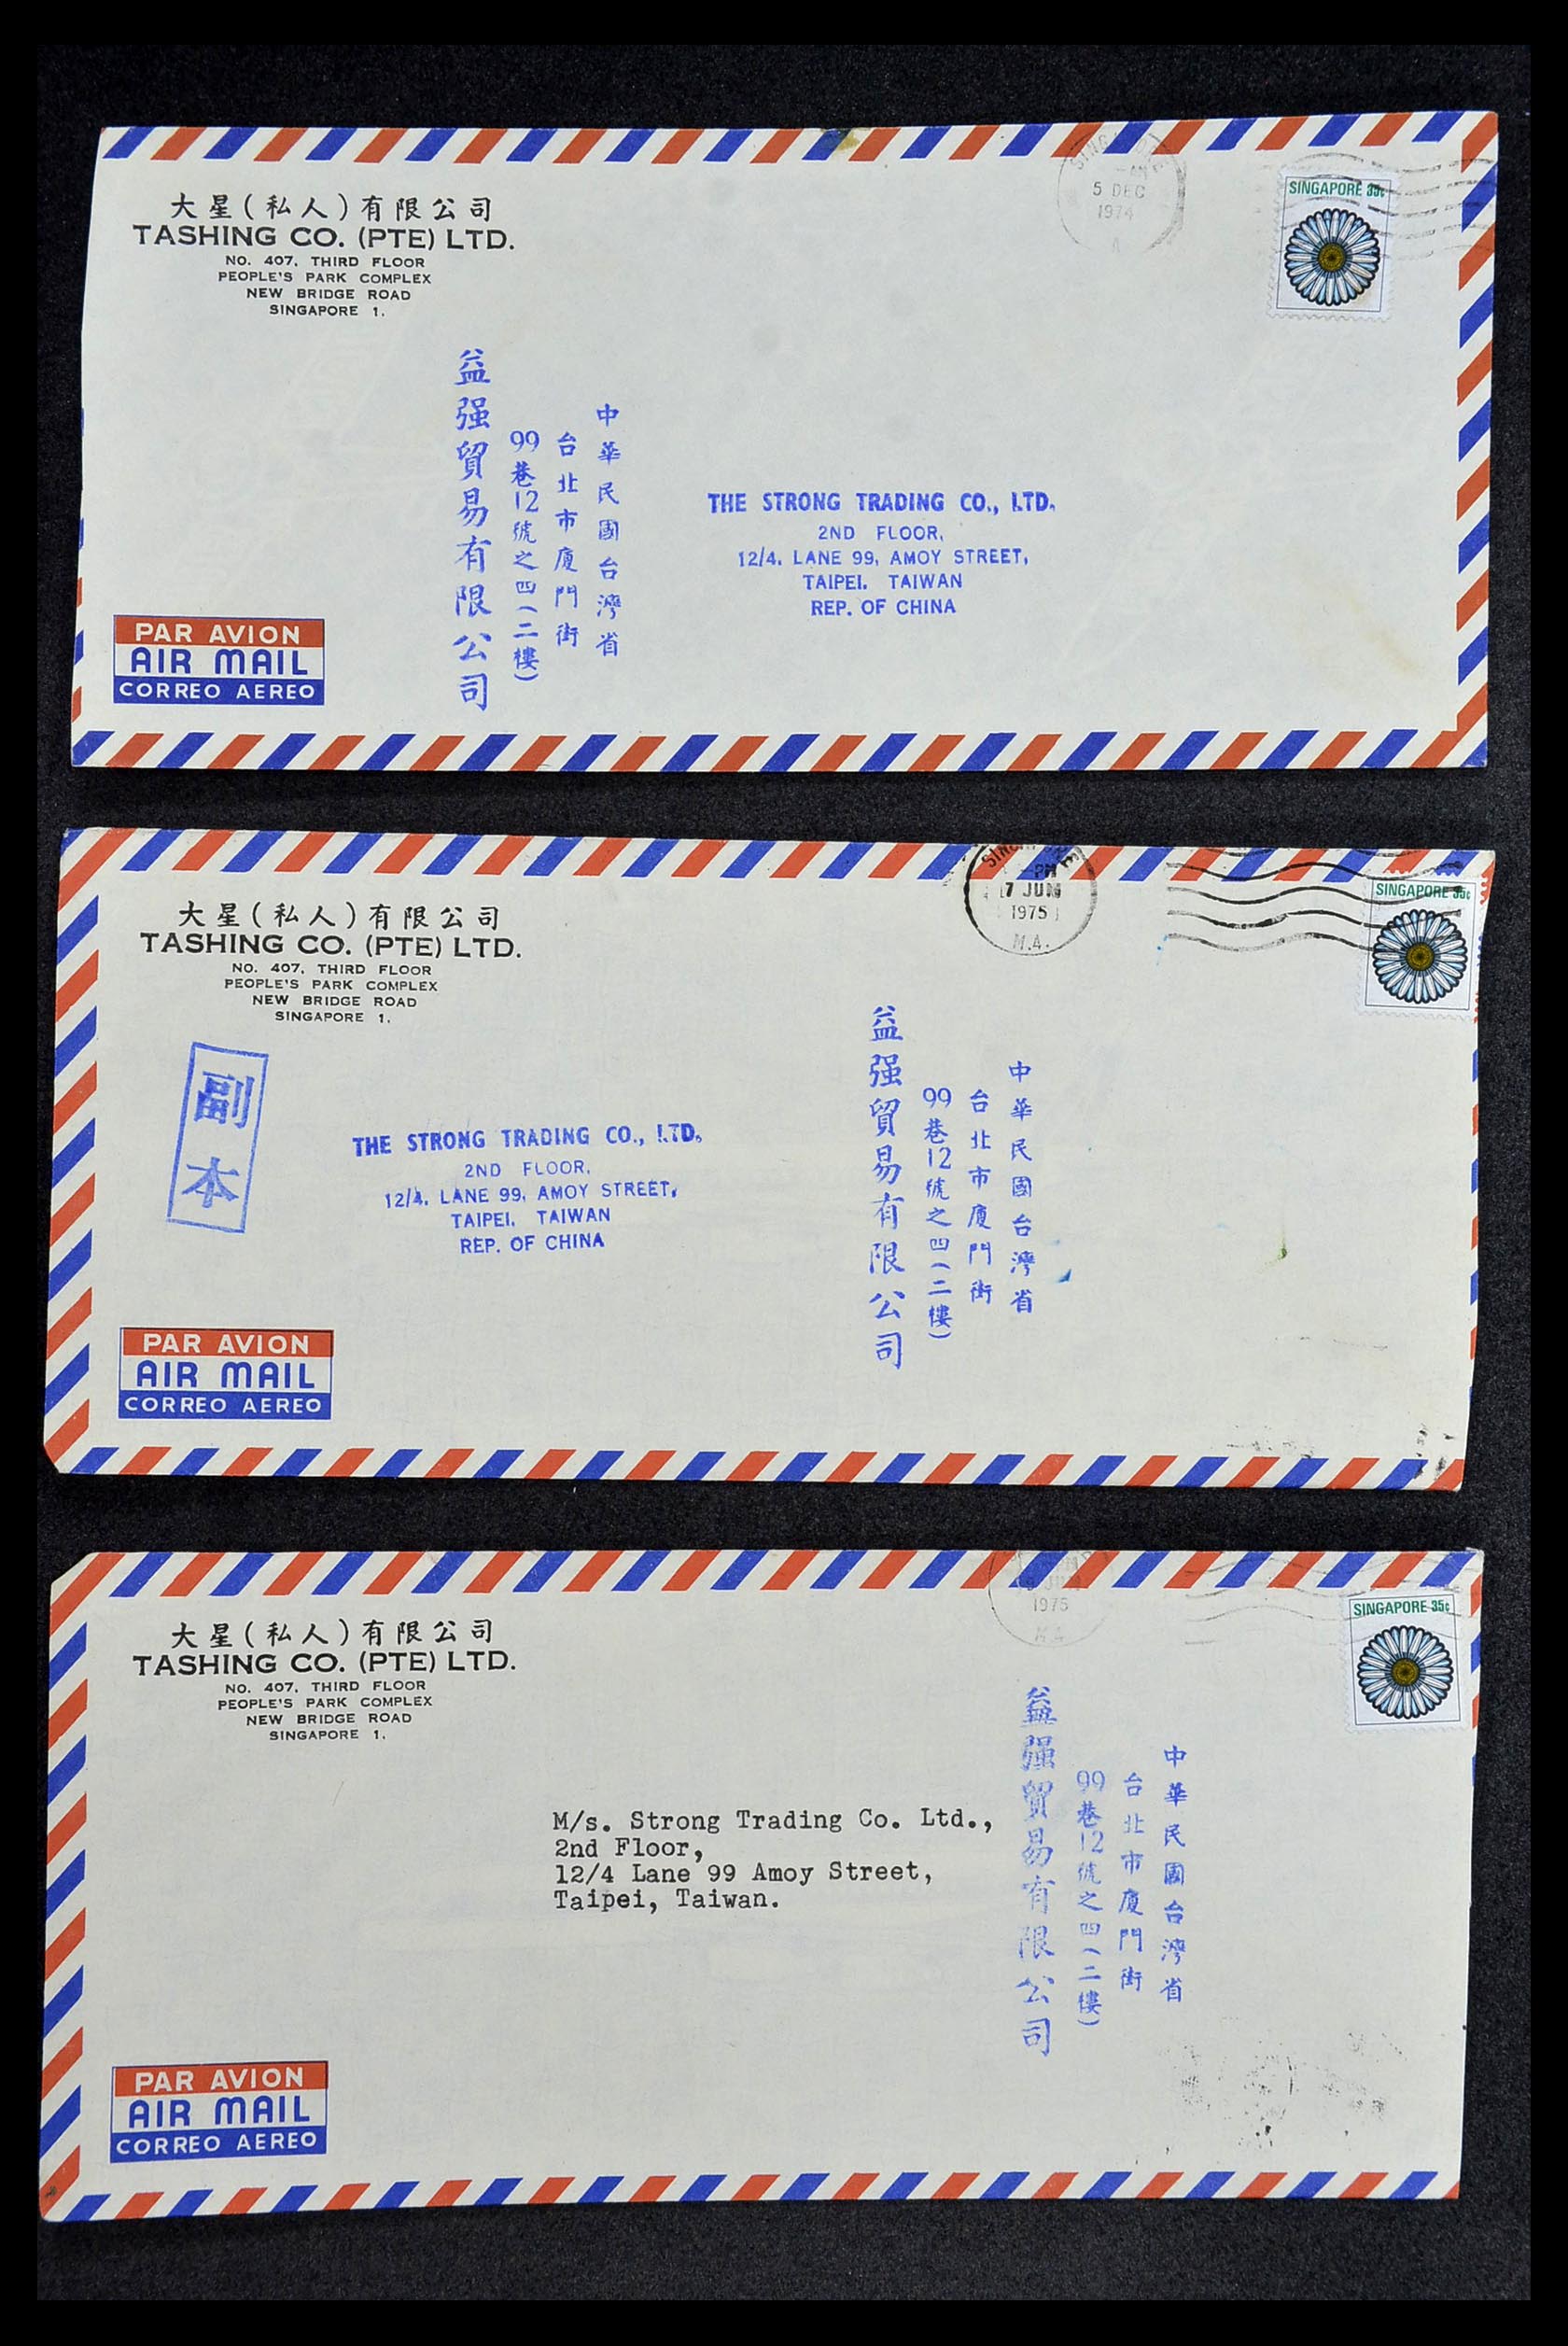 大星(私人)有限公司
TASHING CO. (PTE) LTD.
NO. 407, THIRD FLOOR
PEOPLE'S PARK COMPLEX
NEW BRIDGE ROAD
SINGAPORE 1.
SINGAPORE
5 DEC
1974
A
SINGAPORE 35c
中華民國台灣省
台北市廈門街
99巷12號之四(二樓)
益强貿易有限公司
THE STRONG TRADING CO., LTD.
2ND FLOOR,
12/4, LANE 99, AMOY STREET,
TAIPEI, TAIWAN
REP. OF CHINA
PAR AVION
AIR MAIL
CORREO AEREO
大星(私人)有限公司
TASHING CO. (PTE) LTD.
NO. 407, THIRD FLOOR
PEOPLE'S PARK COMPLEX
NEW BRIDGE ROAD
SINGAPORE 1.
SINGAPORE
-PM
17 JUN
1975
M.A.
SINGAPORE 35c
副本
THE STRONG TRADING CO., LTD.
2ND FLOOR,
12/4, LANE 99, AMOY STREET,
TAIPEI, TAIWAN
REP. OF CHINA
中華民國台灣省
台北市廈門街
99巷12號之四(二樓)
益强貿易有限公司
PAR AVION
AIR MAIL
CORREO AEREO
大星(私人)有限公司
TASHING CO. (PTE) LTD.
NO. 407, THIRD FLOOR
PEOPLE'S PARK COMPLEX
NEW BRIDGE ROAD
SINGAPORE 1.
1975
SINGAPORE 35c
M/s. Strong Trading Co. Ltd.,
2nd Floor,
12/4 Lane 99 Amoy Street,
Taipei, Taiwan.
中華民國台灣省
台北市廈門街
99巷12號之四(二樓)
益强貿易有限公司
PAR AVION
AIR MAIL
CORREO AEREO